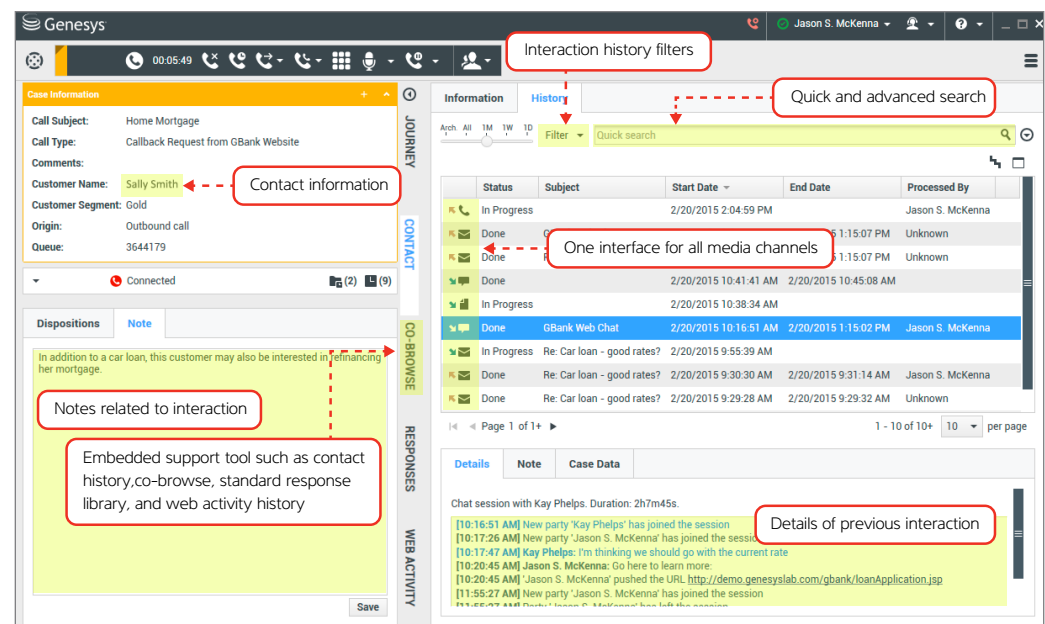 Genesys
Jason S. McKenna
00:05:49
Interaction history filters
Case Information
Call Subject: Home Mortgage
Call Type: Callback Request from GBank Website
Comments:
Customer Name: Sally Smith
Contact information
Customer Segment: Gold
Origin: Outbound call
Queue: 3644179
Connected (2) (9)
Dispositions Note
In addition to a car loan, this customer may also be interested in refinancing
her mortgage.
Notes related to interaction
Embedded support tool such as contact
history,co-browse, standard response
library, and web activity history
Save
JOURNEY
CONTACT
CO-BROWSE
RESPONSES
WEB ACTIVITY
Information History
Quick and advanced search
Arch. All 1M 1W 1D Filter Quick search
Status Subject Start Date End Date Processed By
In Progress 2/20/2015 2:04:59 PM Jason S. McKenna
Done 1:15:07 PM Unknown
One interface for all media channels
Done 1:15:07 PM Unknown
Done 2/20/2015 10:41:41 AM 2/20/2015 10:45:08 AM
In Progress 2/20/2015 10:38:34 AM
Done GBank Web Chat 2/20/2015 10:16:51 AM 2/20/2015 1:15:02 PM Jason S. McKenna
In Progress Re: Car loan - good rates? 2/20/2015 9:55:39 AM
Done Re: Car loan - good rates? 2/20/2015 9:30:30 AM 2/20/2015 9:31:14 AM Jason S. McKenna
Done Re: Car loan - good rates? 2/20/2015 9:29:28 AM 2/20/2015 9:29:32 AM Unknown
Page 1 of 1+ 1 - 10 of 10+ 10 per page
Details Note Case Data
Chat session with Kay Phelps. Duration: 2h7m45s.
Details of previous interaction
[10:16:51 AM] New party 'Kay Phelps' has joined the session
[10:17:26 AM] New party 'Jason S. McKenna' has joined the session
[10:17:47 AM] Kay Phelps: I'm thinking we should go with the current rate
[10:20:45 AM] Jason S. McKenna: Go here to learn more:
[10:20:45 AM] 'Jason S. McKenna' pushed the URL http://demo.genesyslab.com/gbank/loanApplication.jsp
[11:55:27 AM] New party 'Jason S. McKenna' has joined the session
[11:55:27 AM] Party 'Jason S. McKenna' has left the session